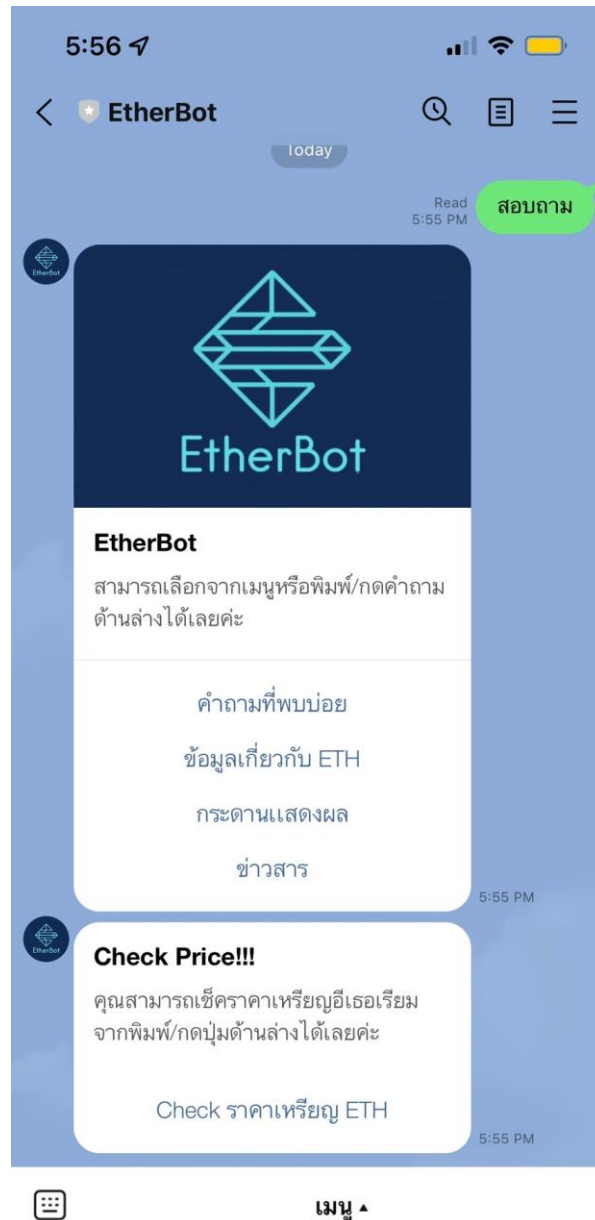 5:56
EtherBot
Today
Read
5:55 PM
สอบถาม
EtherBot
EtherBot
EtherBot
สามารถเลือกจากเมนูหรือพิมพ์/กดคำถาม
ด้านล่างได้เลยค่ะ
คำถามที่พบบ่อย
ข้อมูลเกี่ยวกับ ETH
กระดานแสดงผล
ข่าวสาร
5:55 PM
EtherBot
Check Price!!!
คุณสามารถเช็คราคาเหรียญอีเธอเรียม
จากพิมพ์/กดปุ่มด้านล่างได้เลยค่ะ
Check ราคาเหรียญ ETH
5:55 PM
เมนู